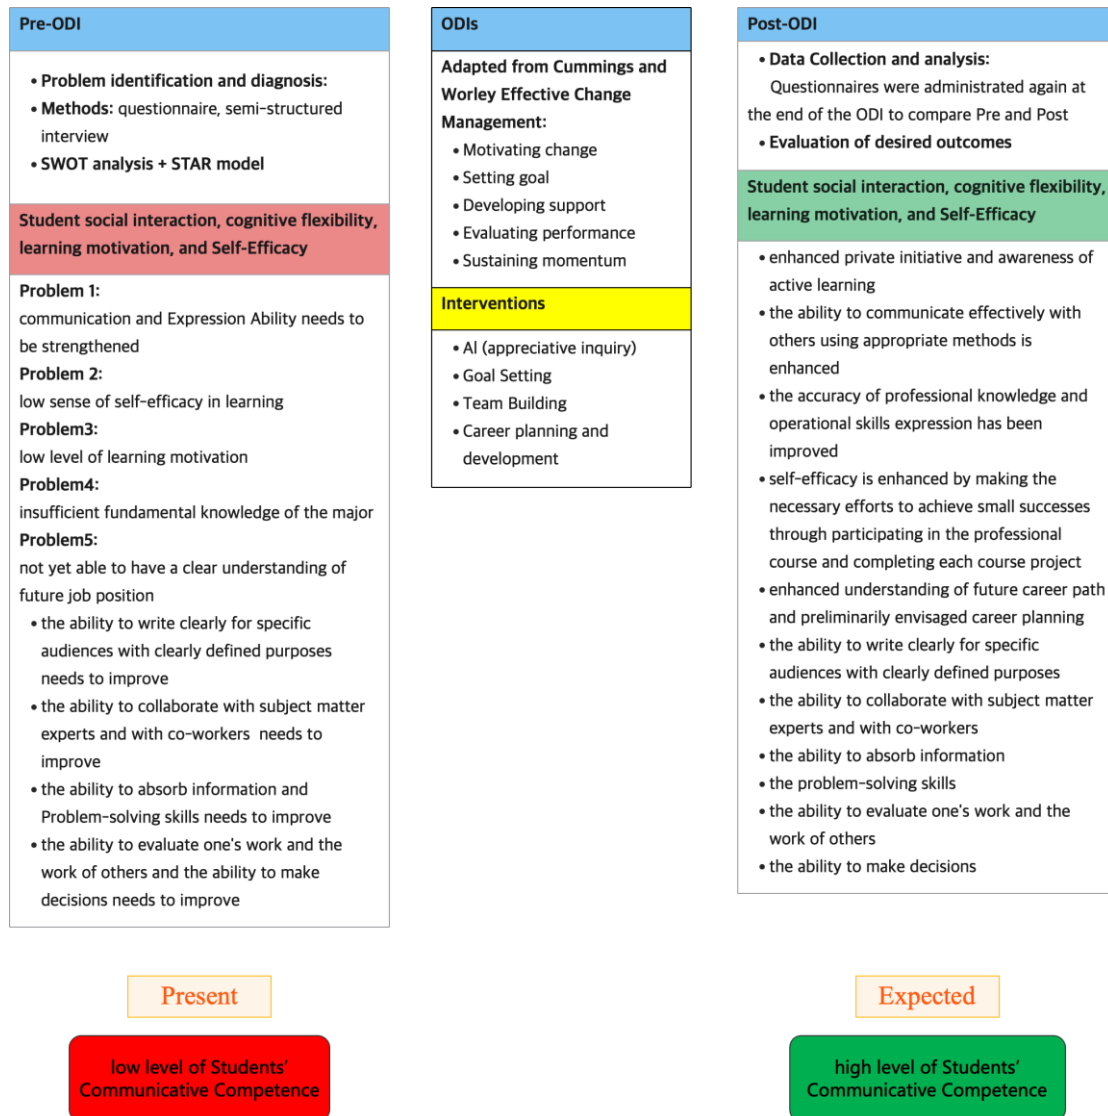 Pre-ODI
• Problem identification and diagnosis:
• Methods: questionnaire, semi-structured
interview
• SWOT analysis + STAR model
Student social interaction, cognitive flexibility,
learning motivation, and Self-Efficacy
Problem 1:
communication and Expression Ability needs to
be strengthened
Problem 2:
low sense of self-efficacy in learning
Problem3:
low level of learning motivation
Problem4:
insufficient fundamental knowledge of the major
Problem5:
not yet able to have a clear understanding of
future job position
• the ability to write clearly for specific
audiences with clearly defined purposes
needs to improve
• the ability to collaborate with subject matter
experts and with co-workers needs to
improve
• the ability to absorb information and
Problem-solving skills needs to improve
• the ability to evaluate one's work and the
work of others and the ability to make
decisions needs to improve
Present
low level of Students'
Communicative Competence
ODIs
Adapted from Cummings and
Worley Effective Change
Management:
• Motivating change
• Setting goal
• Developing support
• Evaluating performance
• Sustaining momentum
Interventions
• AI (appreciative inquiry)
• Goal Setting
• Team Building
• Career planning and
development
Post-ODI
• Data Collection and analysis:
Questionnaires were administrated again at
the end of the ODI to compare Pre and Post
• Evaluation of desired outcomes
Student social interaction, cognitive flexibility,
learning motivation, and Self-Efficacy
• enhanced private initiative and awareness of
active learning
• the ability to communicate effectively with
others using appropriate methods is
enhanced
• the accuracy of professional knowledge and
operational skills expression has been
improved
• self-efficacy is enhanced by making the
necessary efforts to achieve small successes
through participating in the professional
course and completing each course project
• enhanced understanding of future career path
and preliminarily envisaged career planning
• the ability to write clearly for specific
audiences with clearly defined purposes
• the ability to collaborate with subject matter
experts and with co-workers
• the ability to absorb information
• the problem-solving skills
• the ability to evaluate one's work and the
work of others
• the ability to make decisions
Expected
high level of Students'
Communicative Competence